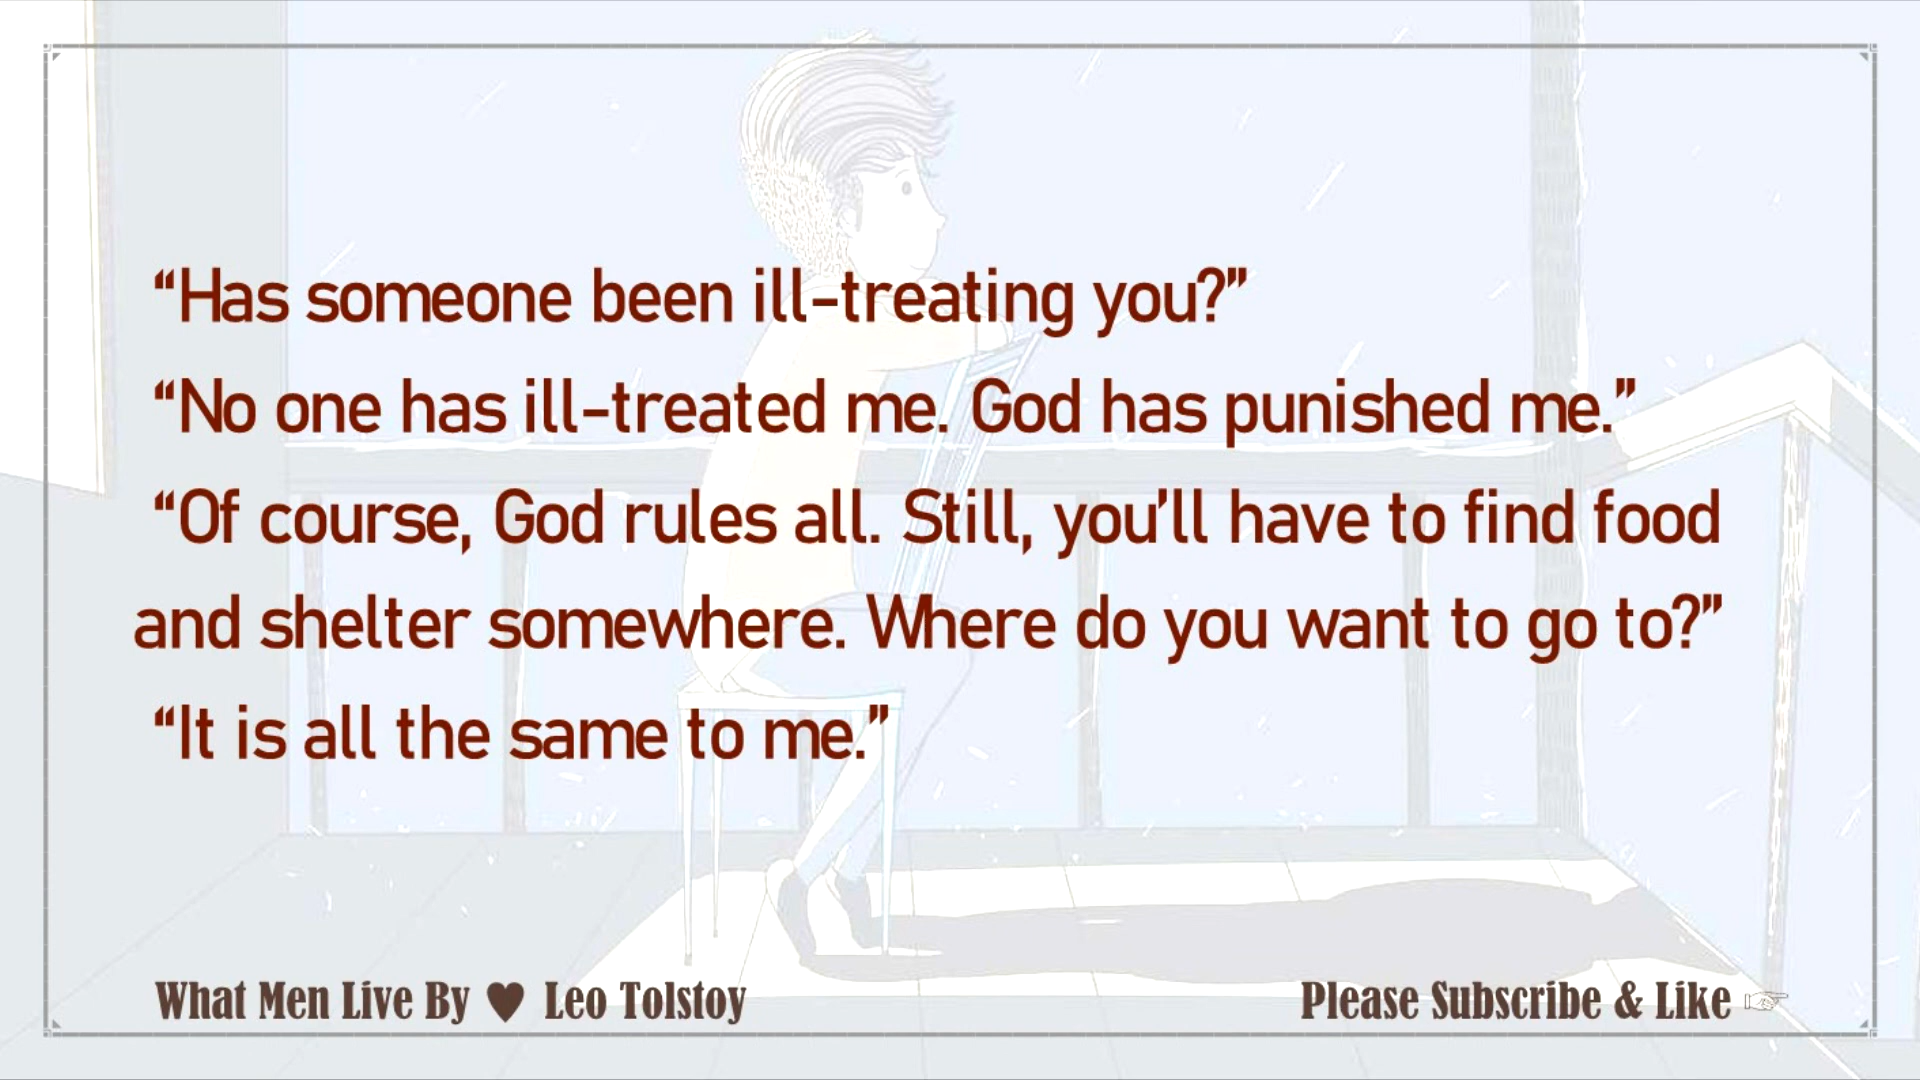 “Has someone been ill-treating you?”
“No one has ill-treated me. God has punished me.”
“Of course, God rules all. Still, you’ll have to find food
and shelter somewhere. Where do you want to go to?”
“It is all the same to me.”
What Men Live By ♥ Leo Tolstoy
Please Subscribe & Like